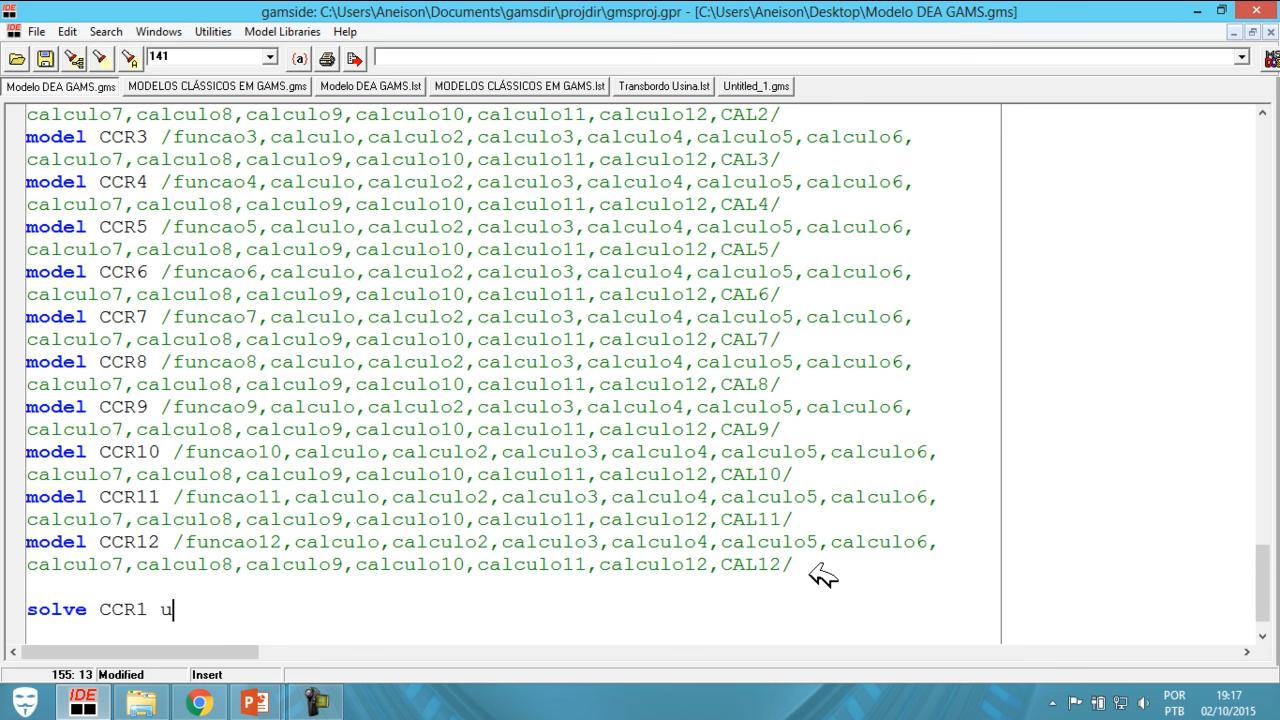 IDE gamside: C:\Users\Aneison\Documents\gamsdir\projdir\gmsproj.gpr - [C:\Users\Aneison\Desktop\Modelo DEA GAMS.gms]
IDE File Edit Search Windows Utilities Model Libraries Help
141 {a}
Modelo DEA GAMS.gms MODELOS CLÁSSICOS EM GAMS.gms Modelo DEA GAMS.lst MODELOS CLÁSSICOS EM GAMS.lst Transbordo Usina.lst Untitled_1.gms
calculo7,calculo8,calculo9,calculo10,calculo11,calculo12,CAL2/
model CCR3 /funcao3,calculo,calculo2,calculo3,calculo4,calculo5,calculo6,
calculo7,calculo8,calculo9,calculo10,calculo11,calculo12,CAL3/
model CCR4 /funcao4,calculo,calculo2,calculo3,calculo4,calculo5,calculo6,
calculo7,calculo8,calculo9,calculo10,calculo11,calculo12,CAL4/
model CCR5 /funcao5,calculo,calculo2,calculo3,calculo4,calculo5,calculo6,
calculo7,calculo8,calculo9,calculo10,calculo11,calculo12,CAL5/
model CCR6 /funcao6,calculo,calculo2,calculo3,calculo4,calculo5,calculo6,
calculo7,calculo8,calculo9,calculo10,calculo11,calculo12,CAL6/
model CCR7 /funcao7,calculo,calculo2,calculo3,calculo4,calculo5,calculo6,
calculo7,calculo8,calculo9,calculo10,calculo11,calculo12,CAL7/
model CCR8 /funcao8,calculo,calculo2,calculo3,calculo4,calculo5,calculo6,
calculo7,calculo8,calculo9,calculo10,calculo11,calculo12,CAL8/
model CCR9 /funcao9,calculo,calculo2,calculo3,calculo4,calculo5,calculo6,
calculo7,calculo8,calculo9,calculo10,calculo11,calculo12,CAL9/
model CCR10 /funcao10,calculo,calculo2,calculo3,calculo4,calculo5,calculo6,
calculo7,calculo8,calculo9,calculo10,calculo11,calculo12,CAL10/
model CCR11 /funcao11,calculo,calculo2,calculo3,calculo4,calculo5,calculo6,
calculo7,calculo8,calculo9,calculo10,calculo11,calculo12,CAL11/
model CCR12 /funcao12,calculo,calculo2,calculo3,calculo4,calculo5,calculo6,
calculo7,calculo8,calculo9,calculo10,calculo11,calculo12,CAL12/
solve CCR1 u
155: 13 Modified Insert
IDE POR 19:17
PTB 02/10/2015